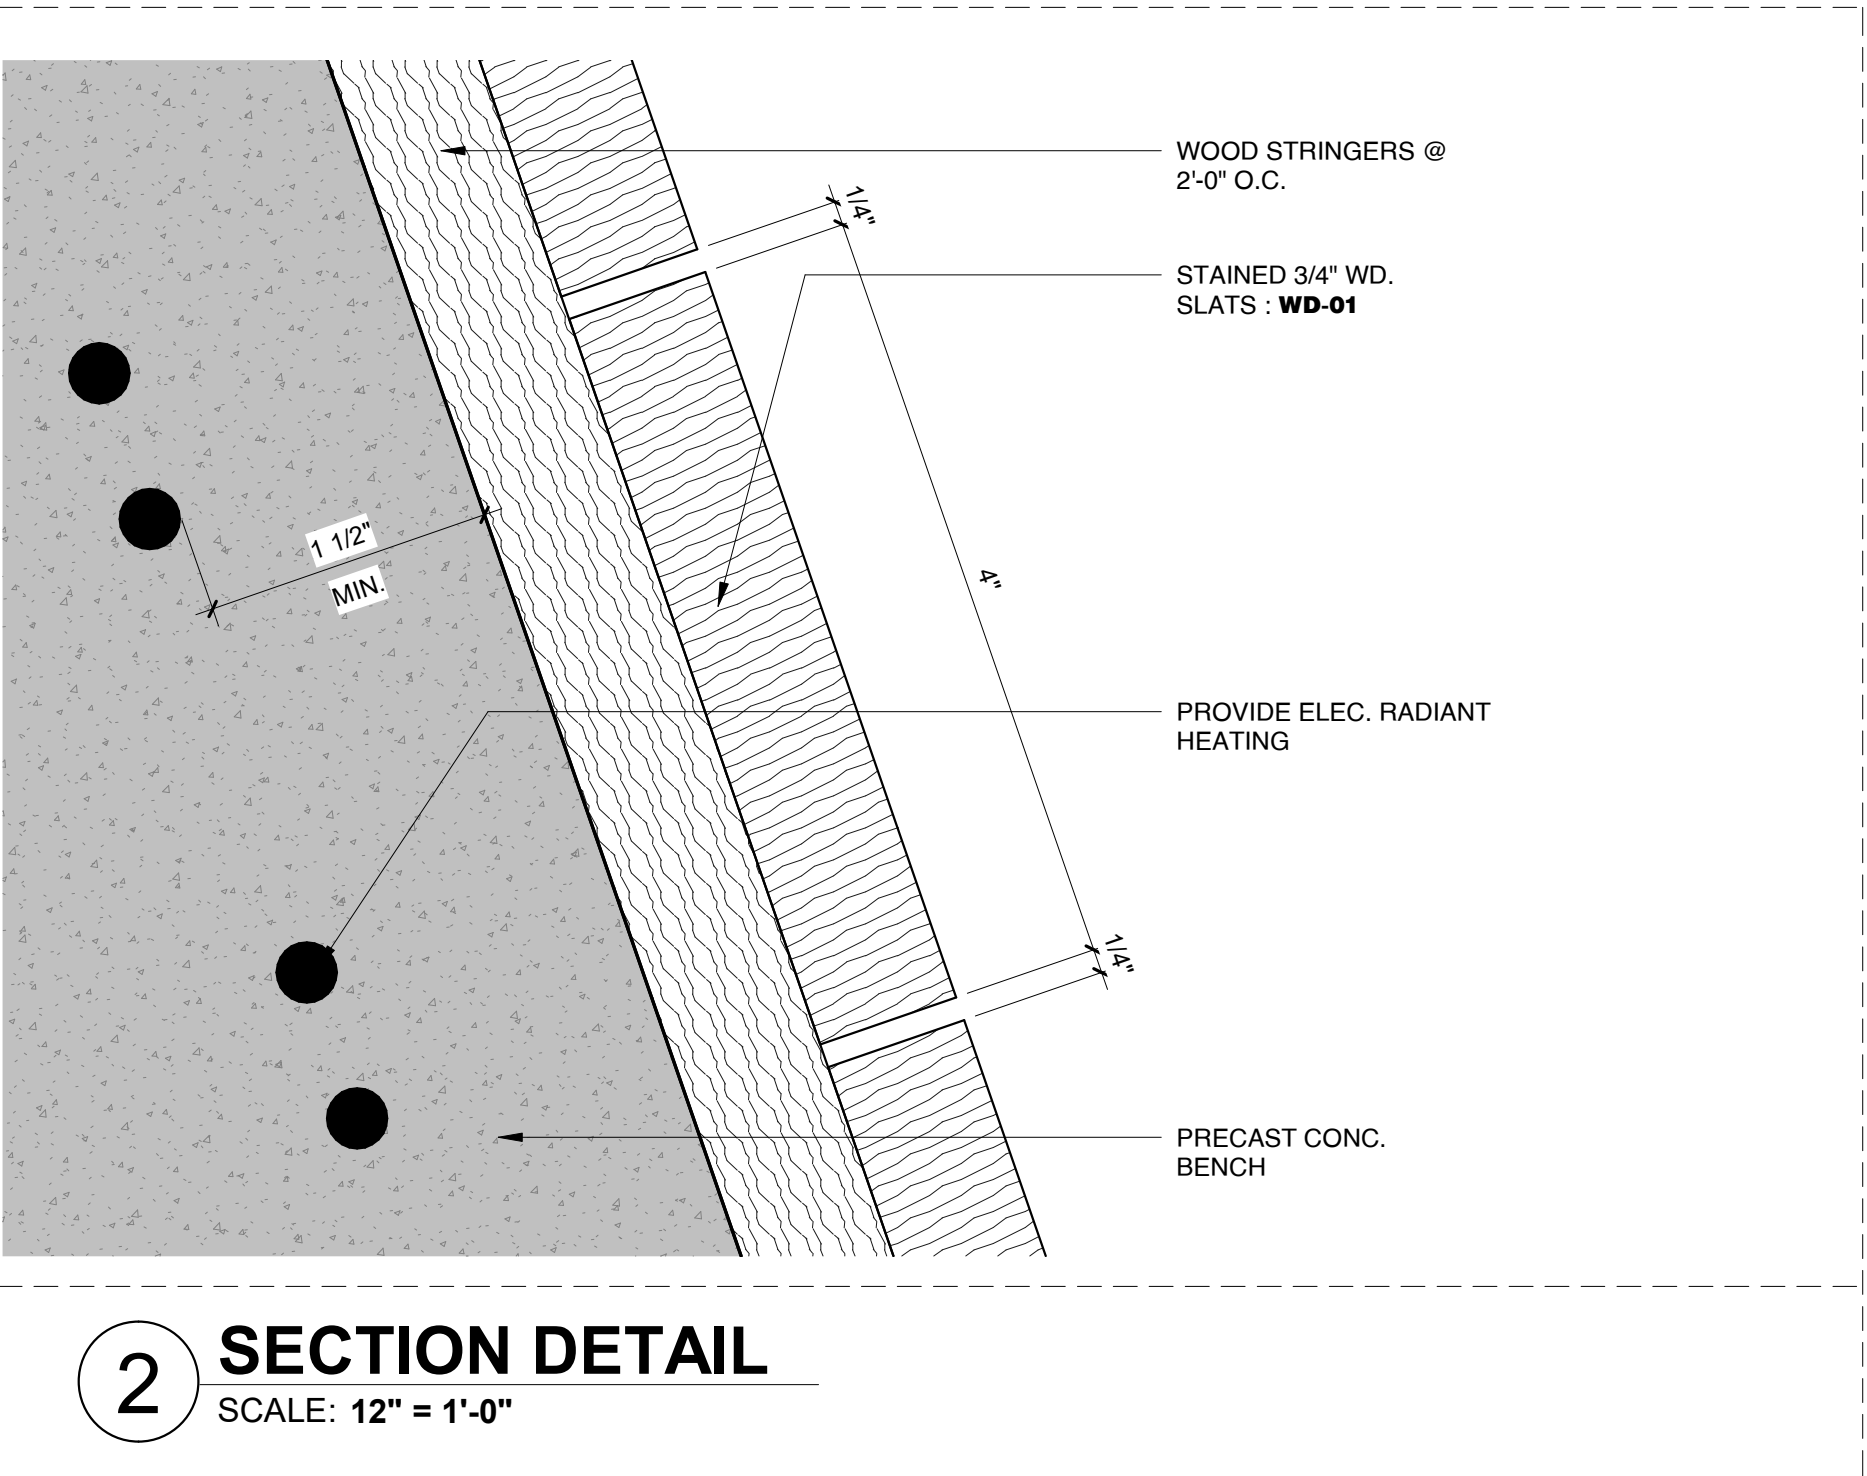 WOOD STRINGERS @
2'-0" O.C.
1/4"
STAINED 3/4" WD.
SLATS : WD-01
1 1/2"
MIN.
4"
PROVIDE ELEC. RADIANT
HEATING
1/4"
PRECAST CONC.
BENCH
2
SECTION DETAIL
SCALE: 12" = 1'-0"